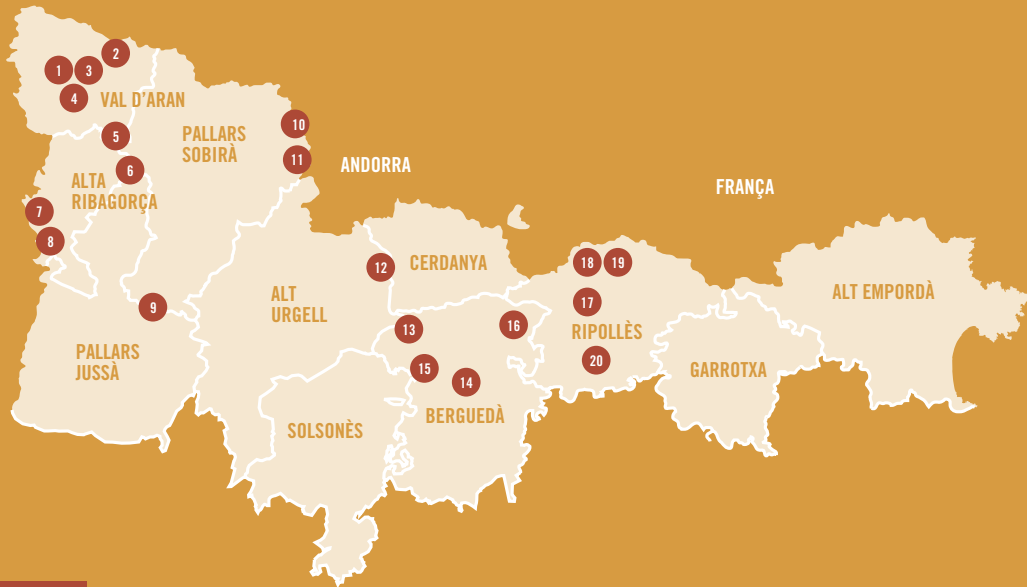 2
1
3
4
VAL D'ARAN
5
PALLARS
SOBIRÀ
10
11
ANDORRA
6
ALTA
RIBAGORÇA
7
8
FRANÇA
12
CERDANYA
18
19
ALT EMPORDÀ
ALT
URGELL
9
17
13
16
RIPOLLÈS
PALLARS
JUSSÀ
15
14
20
GARROTXA
BERGUEDÀ
SOLSONÈS